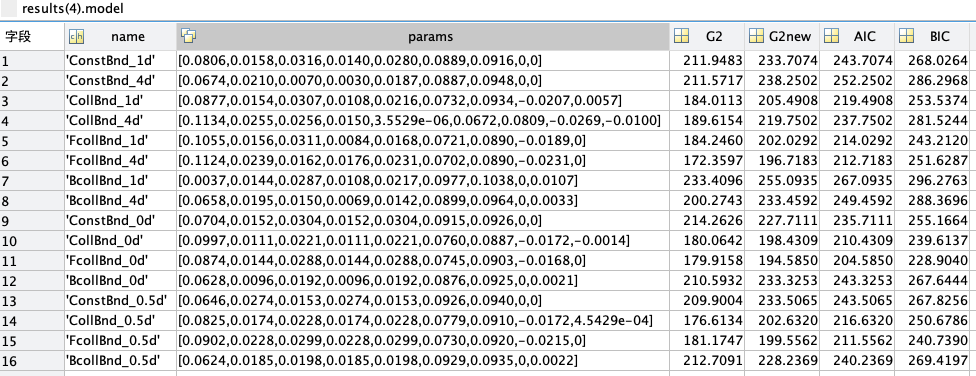 results(4).model
字段 name params G2 G2new AIC BIC
1 'ConstBnd_1d' [0.0806,0.0158,0.0316,0.0140,0.0280,0.0889,0.0916,0,0] 211.9483 233.7074 243.7074 268.0264
2 'ConstBnd_4d' [0.0674,0.0210,0.0070,0.0030,0.0187,0.0887,0.0948,0,0] 211.5717 238.2502 252.2502 286.2968
3 'CollBnd_1d' [0.0877,0.0154,0.0307,0.0108,0.0216,0.0732,0.0934,-0.0207,0.0057] 184.0113 205.4908 219.4908 253.5374
4 'CollBnd_4d' [0.1134,0.0255,0.0256,0.0150,3.5529e-06,0.0672,0.0809,-0.0269,-0.0100] 189.6154 219.7502 237.7502 281.5244
5 'FcollBnd_1d' [0.1055,0.0156,0.0311,0.0084,0.0168,0.0721,0.0890,-0.0189,0] 184.2460 202.0292 214.0292 243.2120
6 'FcollBnd_4d' [0.1124,0.0239,0.0162,0.0176,0.0231,0.0702,0.0890,-0.0231,0] 172.3597 196.7183 212.7183 251.6287
7 'BcollBnd_1d' [0.0037,0.0144,0.0287,0.0108,0.0217,0.0977,0.1038,0,0.0107] 233.4096 255.0935 267.0935 296.2763
8 'BcollBnd_4d' [0.0658,0.0195,0.0150,0.0069,0.0142,0.0899,0.0964,0,0.0033] 200.2743 233.4592 249.4592 288.3696
9 'ConstBnd_0d' [0.0704,0.0152,0.0304,0.0152,0.0304,0.0915,0.0926,0,0] 214.2626 227.7111 235.7111 255.1664
10 'CollBnd_0d' [0.0997,0.0111,0.0221,0.0111,0.0221,0.0760,0.0887,-0.0172,-0.0014] 180.0642 198.4309 210.4309 239.6137
11 'FcollBnd_0d' [0.0874,0.0144,0.0288,0.0144,0.0288,0.0745,0.0903,-0.0168,0] 179.9158 194.5850 204.5850 228.9040
12 'BcollBnd_0d' [0.0628,0.0096,0.0192,0.0096,0.0192,0.0876,0.0925,0,0.0021] 210.5932 233.3253 243.3253 267.6444
13 'ConstBnd_0.5d' [0.0646,0.0274,0.0153,0.0274,0.0153,0.0926,0.0940,0,0] 209.9004 233.5065 243.5065 267.8256
14 'CollBnd_0.5d' [0.0825,0.0174,0.0228,0.0174,0.0228,0.0779,0.0910,-0.0172,4.5429e-04] 176.6134 202.6320 216.6320 250.6786
15 'FcollBnd_0.5d' [0.0902,0.0228,0.0299,0.0228,0.0299,0.0730,0.0920,-0.0215,0] 181.1747 199.5562 211.5562 240.7390
16 'BcollBnd_0.5d' [0.0624,0.0185,0.0198,0.0185,0.0198,0.0929,0.0935,0,0.0022] 212.7091 228.2369 240.2369 269.4197